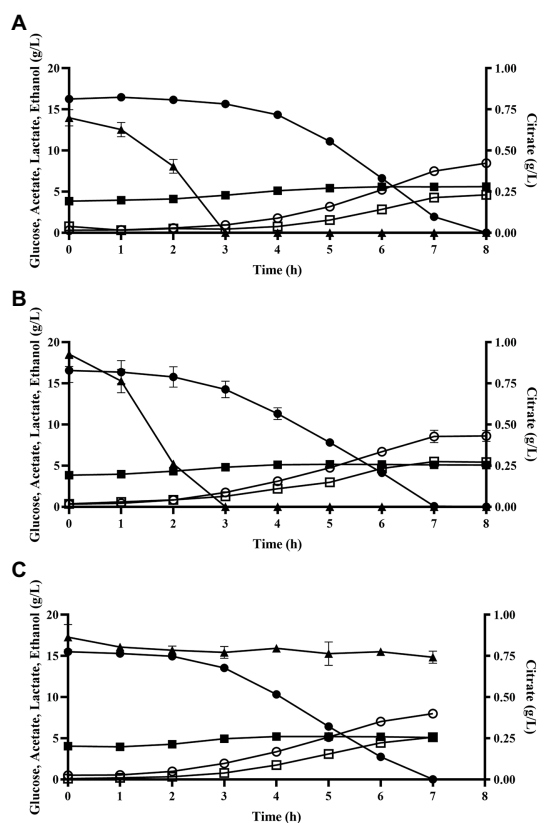 A
Glucose, Acetate, Lactate, Ethanol (g/L)
20
15
10
5
0
1.00
0.75
0.50
0.25
0.00
Citrate (g/L)
0 1 2 3 4 5 6 7 8
Time (h)
B
Glucose, Acetate, Lactate, Ethanol (g/L)
20
15
10
5
0
1.00
0.75
0.50
0.25
0.00
Citrate (g/L)
0 1 2 3 4 5 6 7 8
Time (h)
C
Glucose, Acetate, Lactate, Ethanol (g/L)
20
15
10
5
0
1.00
0.75
0.50
0.25
0.00
Citrate (g/L)
0 1 2 3 4 5 6 7 8
Time (h)